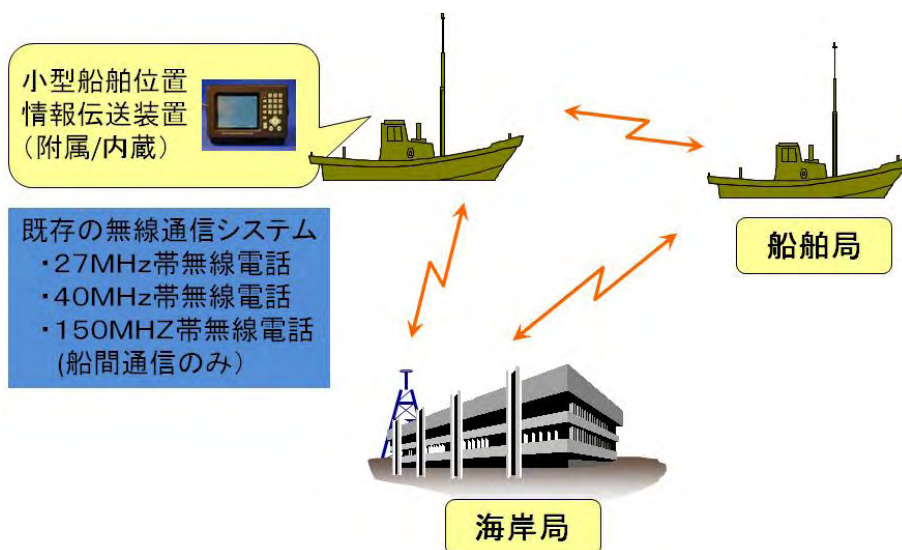 小型船舶位置
情報伝送装置
（附属/内蔵）
既存の無線通信システム
・27MHz帯無線電話
・40MHz帯無線電話
・150MHZ帯無線電話
(船間通信のみ）
船舶局
海岸局